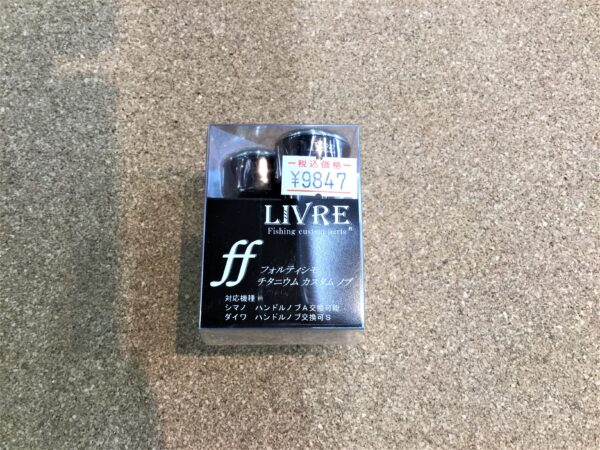 税込価格
¥9847
LIVRE
Fishing custom parts
ff
フォルティシモ
チタニウム カスタム ノブ
対応機種
シマノ ハンドルノブA交換可能
ダイワ ハンドルノブ交換可S